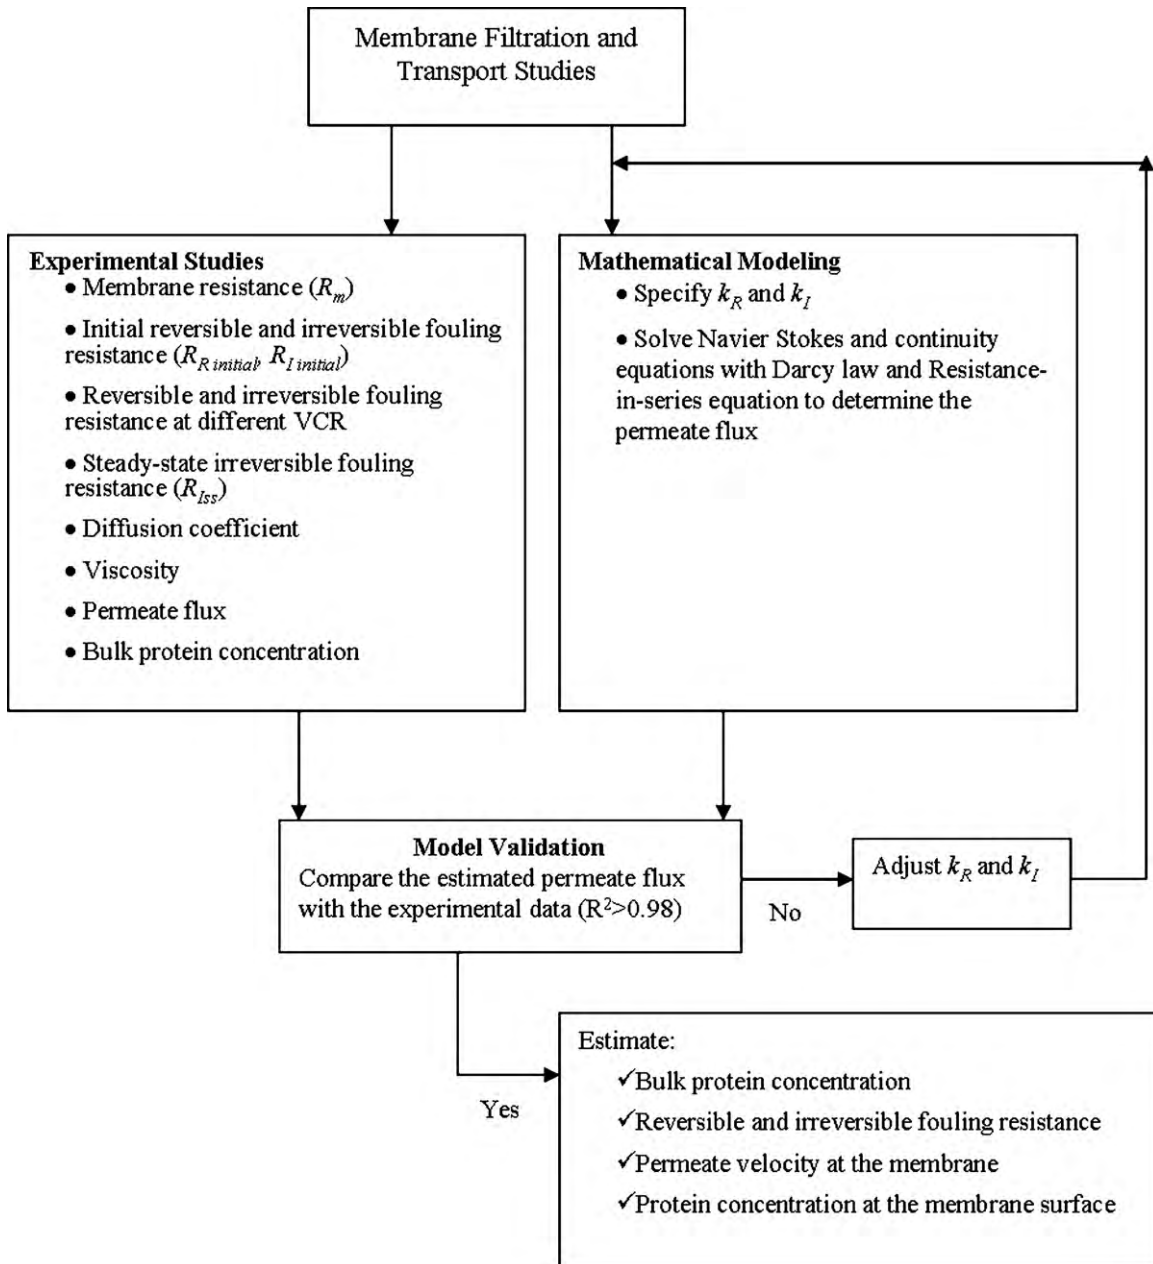 Membrane Filtration and
Transport Studies
Experimental Studies
• Membrane resistance (R_m)
• Initial reversible and irreversible fouling
resistance (R_R initial, R_I initial)
• Reversible and irreversible fouling
resistance at different VCR
• Steady-state irreversible fouling
resistance (R_Iss)
• Diffusion coefficient
• Viscosity
• Permeate flux
• Bulk protein concentration
Mathematical Modeling
• Specify k_R and k_I
• Solve Navier Stokes and continuity
equations with Darcy law and Resistance-
in-series equation to determine the
permeate flux
Model Validation
Compare the estimated permeate flux
with the experimental data (R²>0.98)
No
Adjust k_R and k_I
Yes
Estimate:
✓Bulk protein concentration
✓Reversible and irreversible fouling resistance
✓Permeate velocity at the membrane
✓Protein concentration at the membrane surface